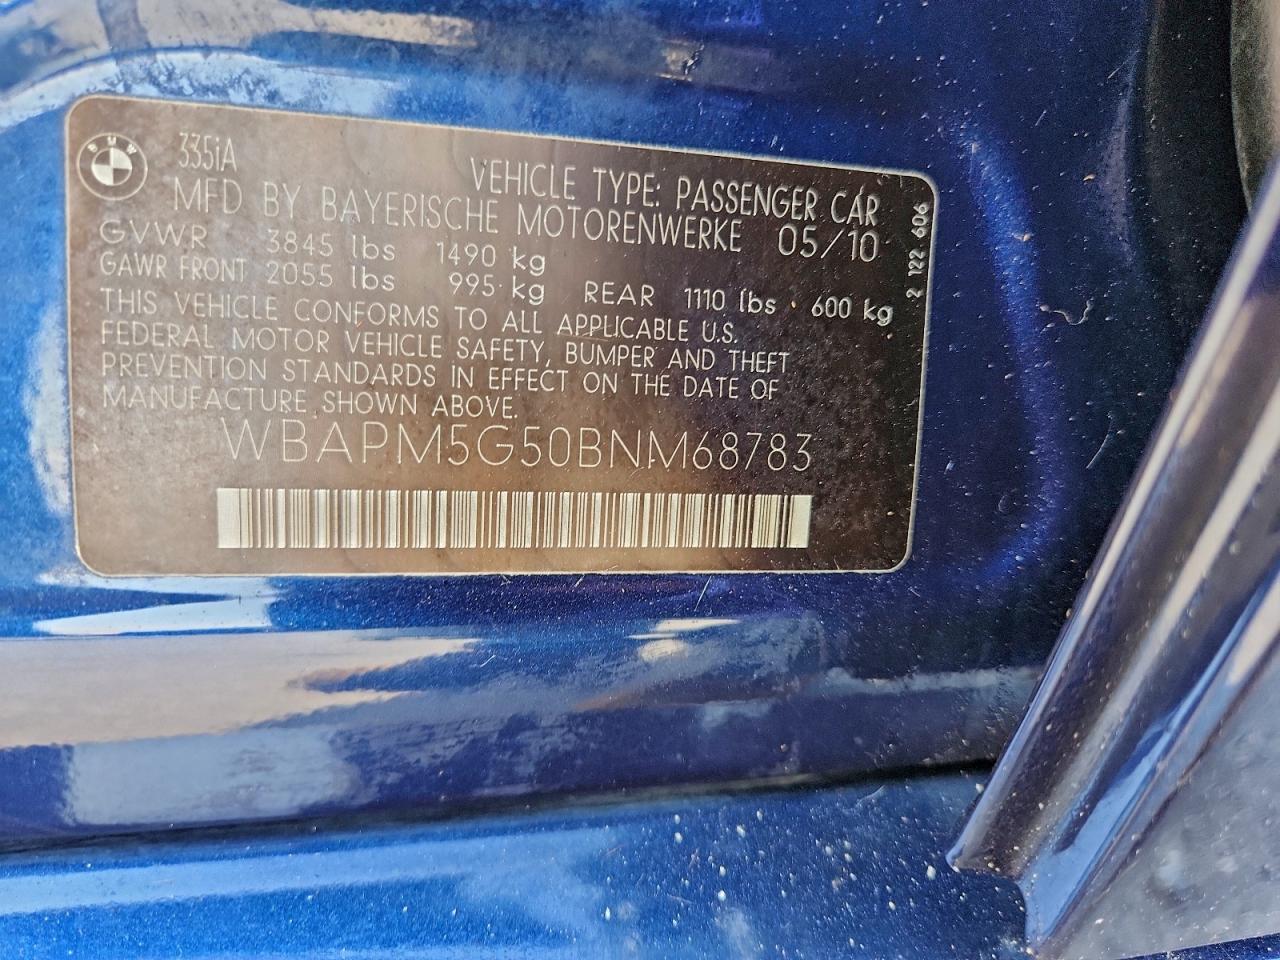 BMW
335iA
VEHICLE TYPE: PASSENGER CAR
MFD BY BAYERISCHE MOTORENWERKE 05/10
GVWR 3845 lbs 1490 kg
GAWR FRONT 2055 lbs 995 kg REAR 1110 lbs 600 kg
THIS VEHICLE CONFORMS TO ALL APPLICABLE U.S.
FEDERAL MOTOR VEHICLE SAFETY, BUMPER AND THEFT
PREVENTION STANDARDS IN EFFECT ON THE DATE OF
MANUFACTURE SHOWN ABOVE.
WBAPM5G50BNM68783
2 122 606